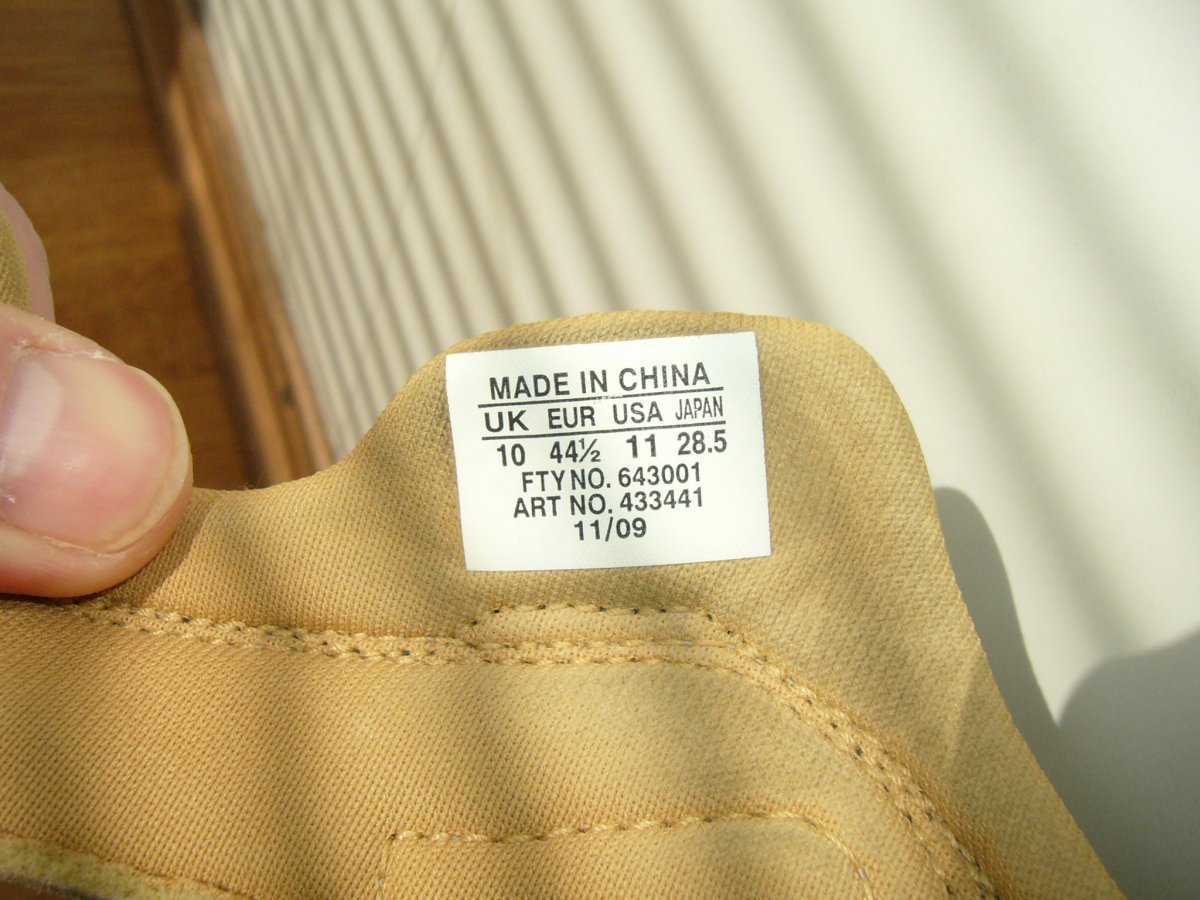 MADE IN CHINA
UK EUR USA JAPAN
10 44½ 11 28.5
FTY NO. 643001
ART NO. 433441
11/09